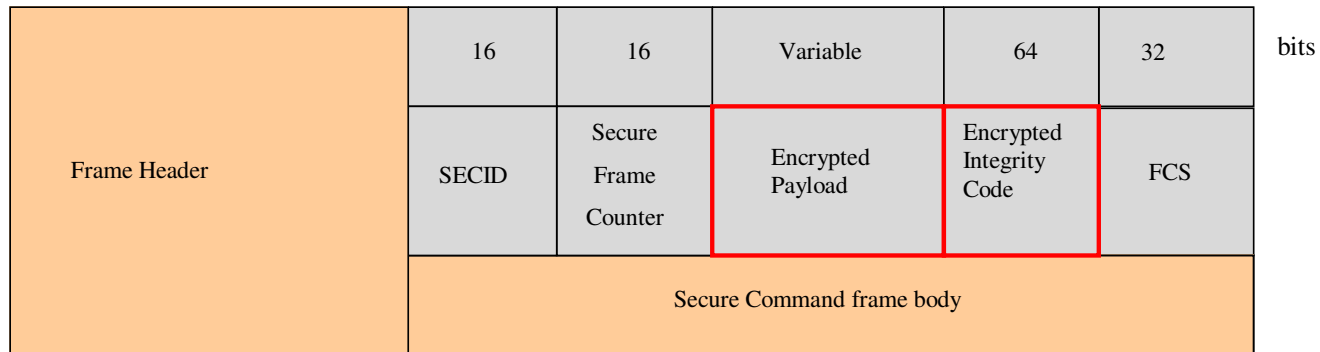 16
16
Variable
64
32
bits
Frame Header
SECID
Secure
Frame
Counter
Encrypted
Payload
Encrypted
Integrity
Code
FCS
Secure Command frame body